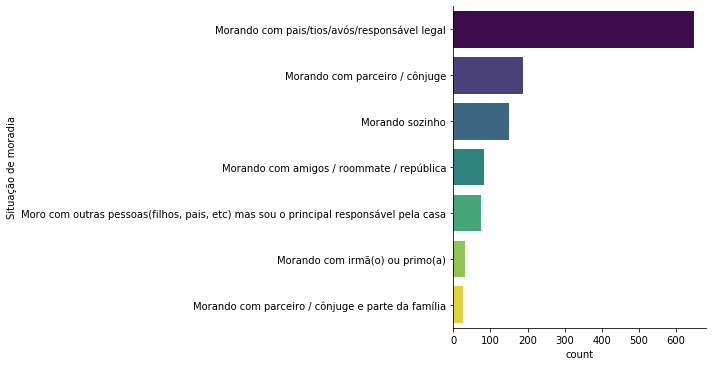 Situação de moradia
Morando com pais/tios/avós/responsável legal
Morando com parceiro / cônjuge
Morando sozinho
Morando com amigos / roommate / república
Moro com outras pessoas(filhos, pais, etc) mas sou o principal responsável pela casa
Morando com irmã(o) ou primo(a)
Morando com parceiro / cônjuge e parte da família
0 100 200 300 400 500 600
count